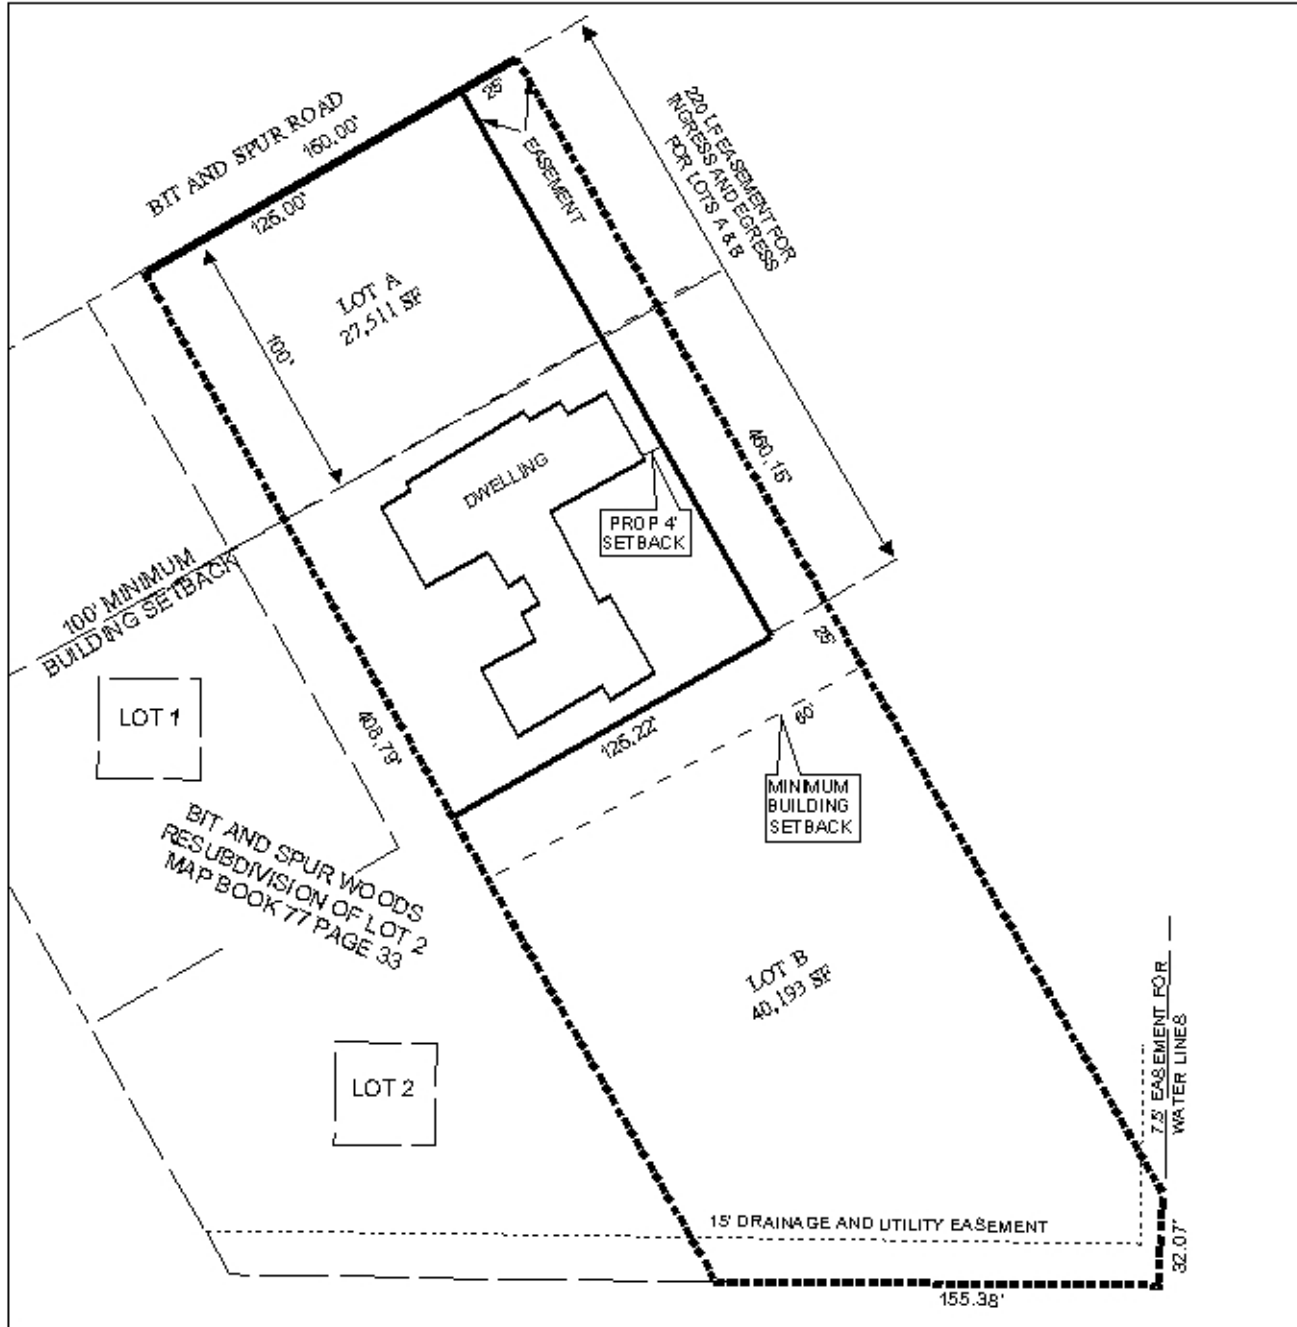 BIT AND SPUR ROAD
150.00'
125.00'
25'
EASEMENT
220 LF EASEMENT FOR
INGRESS AND EGRESS
FOR LOTS A & B
LOT A
27,511 SF
100'
DWELLING
460.15'
PROP 4'
SETBACK
100' MINIMUM
BUILDING SETBACK
25'
LOT 1
408.79'
125.22'
60'
MINIMUM
BUILDING
SETBACK
BIT AND SPUR WOODS
RESUBDIVISION OF LOT 2
MAP BOOK 77 PAGE 33
LOT B
40,193 SF
7.5' EASEMENT FOR
WATER LINES
LOT 2
15' DRAINAGE AND UTILITY EASEMENT
32.07'
155.38'